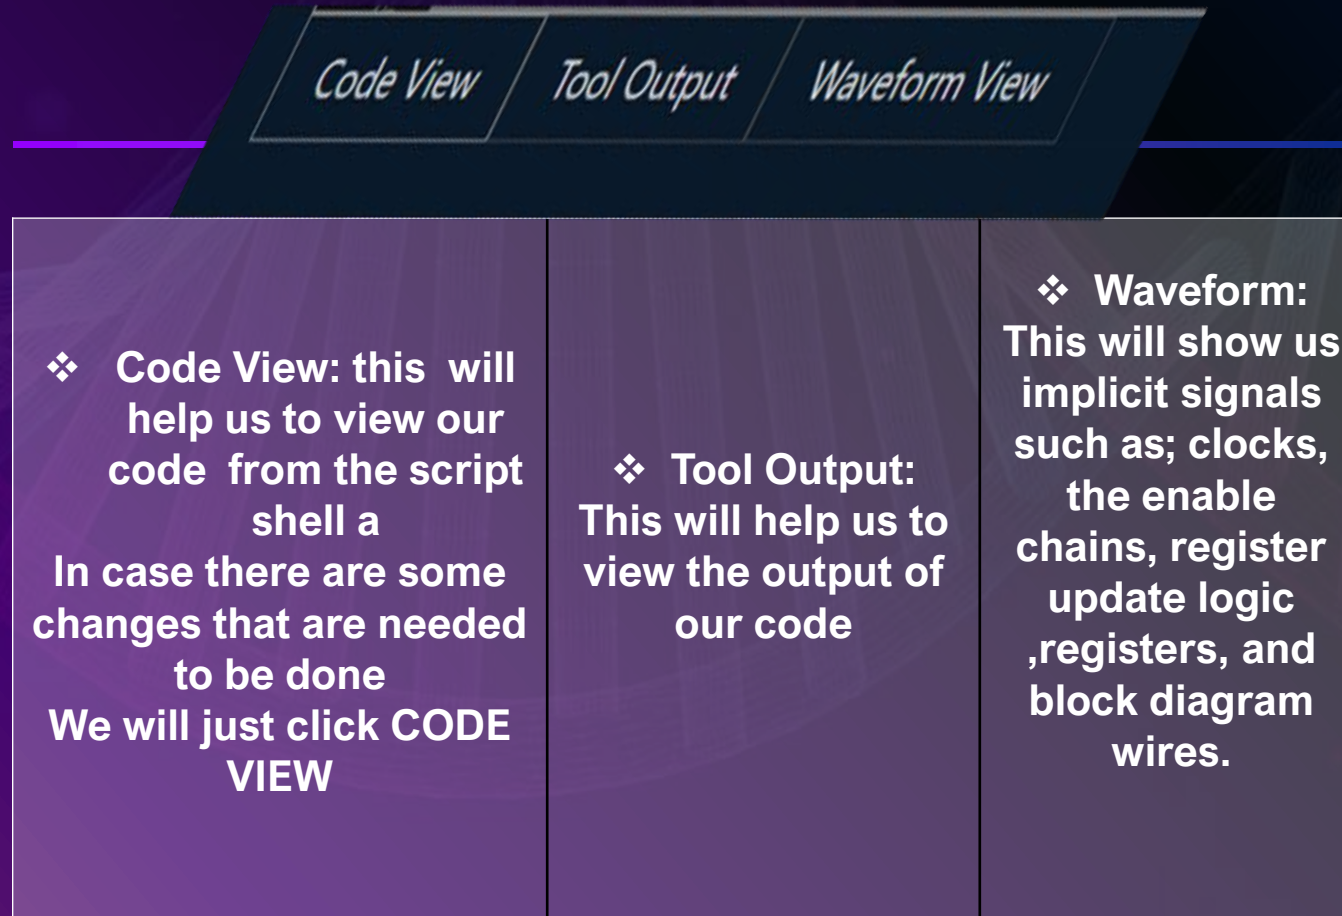 Code View Tool Output Waveform View
❖ Code View: this will
help us to view our
code from the script
shell a
In case there are some
changes that are needed
to be done
We will just click CODE
VIEW
❖ Tool Output:
This will help us to
view the output of
our code
❖ Waveform:
This will show us
implicit signals
such as; clocks,
the enable
chains, register
update logic
,registers, and
block diagram
wires.